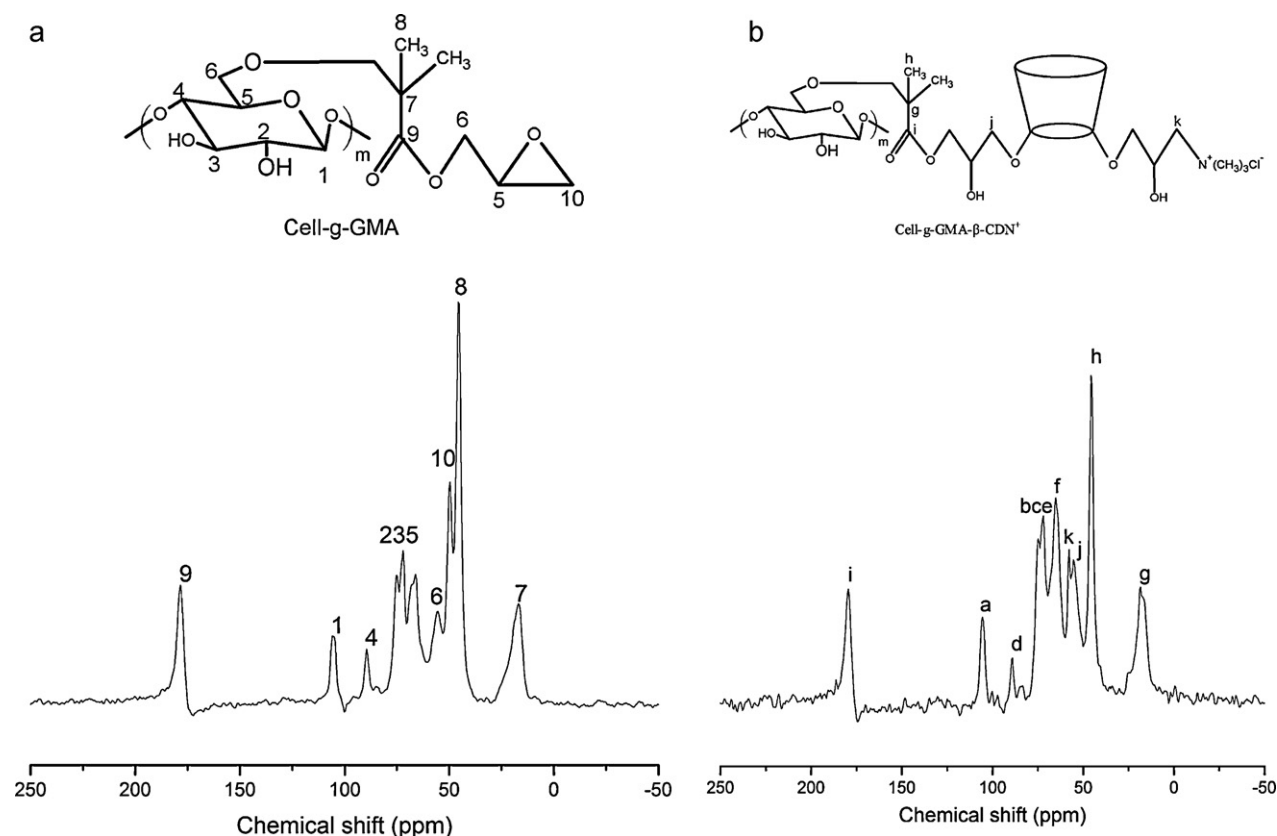 a
8
CH₃
CH₃
6
O
4
5
O
7
O
O
6
2
9
HO
m
O
3
OH
1
O
O
5
10
Cell-g-GMA
8
10
235
9
6
7
1
4
250 200 150 100 50 0 -50
Chemical shift (ppm)
b
h
O
g
O
O
O
i
j
k
HO
m
OH
O
O
O
O
N⁺(CH₃)₃Cl⁻
OH
OH
Cell-g-GMA-β-CDN⁺
h
f
bce
k
j
i
g
a
d
250 200 150 100 50 0 -50
Chemical shift (ppm)